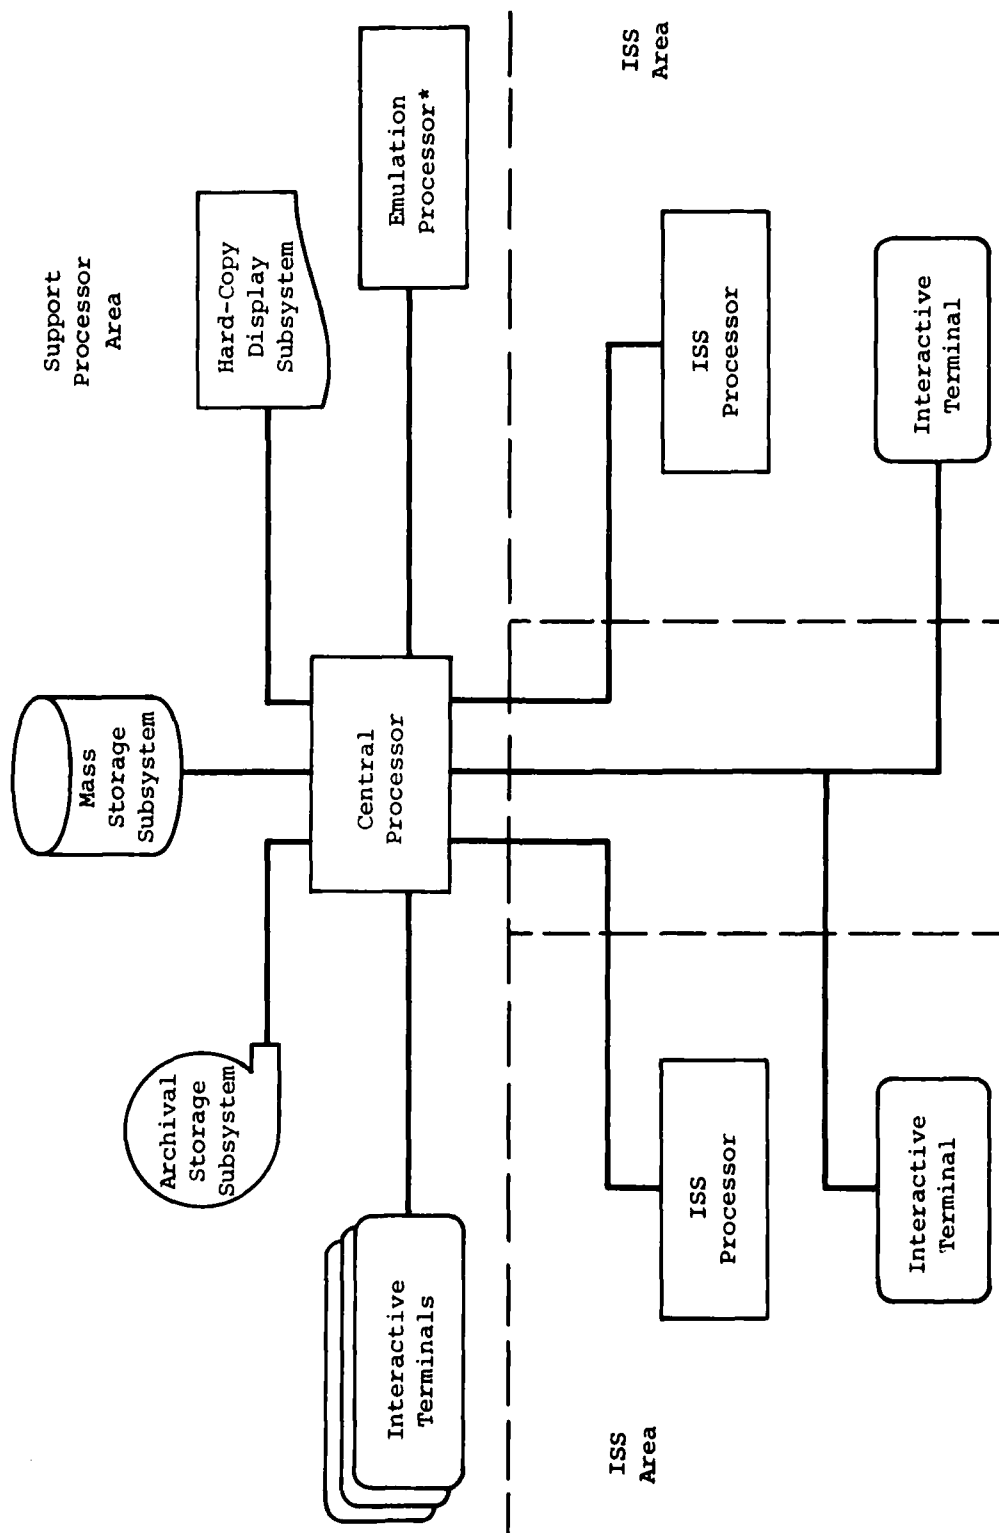 Support
Processor
Area
Mass
Storage
Subsystem
Archival
Storage
Subsystem
Hard-Copy
Display
Subsystem
Interactive
Terminals
Central
Processor
Emulation
Processor*
ISS
Area
ISS
Area
ISS
Processor
ISS
Processor
Interactive
Terminal
Interactive
Terminal